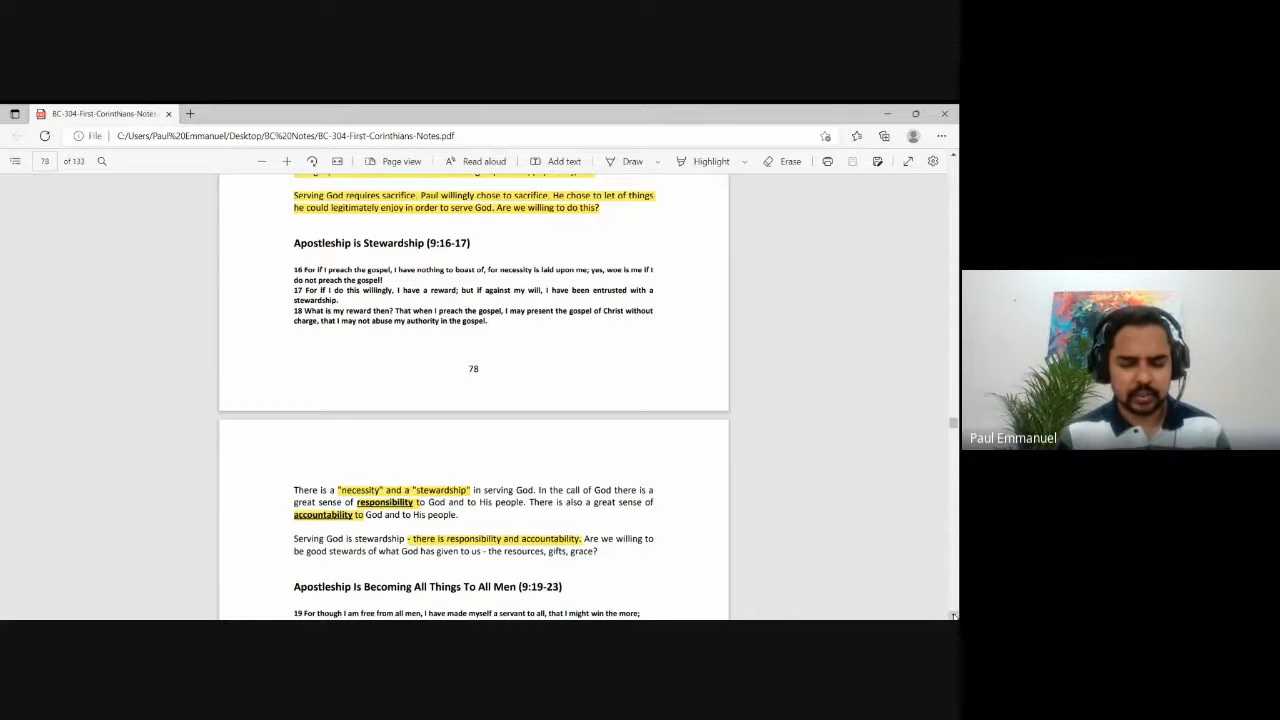 BC-304-First-Corinthians-Notes.
File
C:/Users/Paul%20Emmanuel/Desktop/BC%20Notes/BC-304-First-Corinthians-Notes.pdf
78 of 133
Page view
Read aloud
Add text
Draw
Highlight
Erase
Serving God requires sacrifice. Paul willingly chose to sacrifice. He chose to let of things
he could legitimately enjoy in order to serve God. Are we willing to do this?
Apostleship is Stewardship (9:16-17)
16 For if I preach the gospel, I have nothing to boast of, for necessity is laid upon me; yes, woe is me if I
do not preach the gospel!
17 For if I do this willingly, I have a reward; but if against my will, I have been entrusted with a
stewardship.
18 What is my reward then? That when I preach the gospel, I may present the gospel of Christ without
charge, that I may not abuse my authority in the gospel.
78
There is a "necessity" and a "stewardship" in serving God. In the call of God there is a
great sense of responsibility to God and to His people. There is also a great sense of
accountability to God and to His people.
Serving God is stewardship - there is responsibility and accountability. Are we willing to
be good stewards of what God has given to us - the resources, gifts, grace?
Apostleship Is Becoming All Things To All Men (9:19-23)
19 For though I am free from all men, I have made myself a servant to all, that I might win the more;
Paul Emmanuel